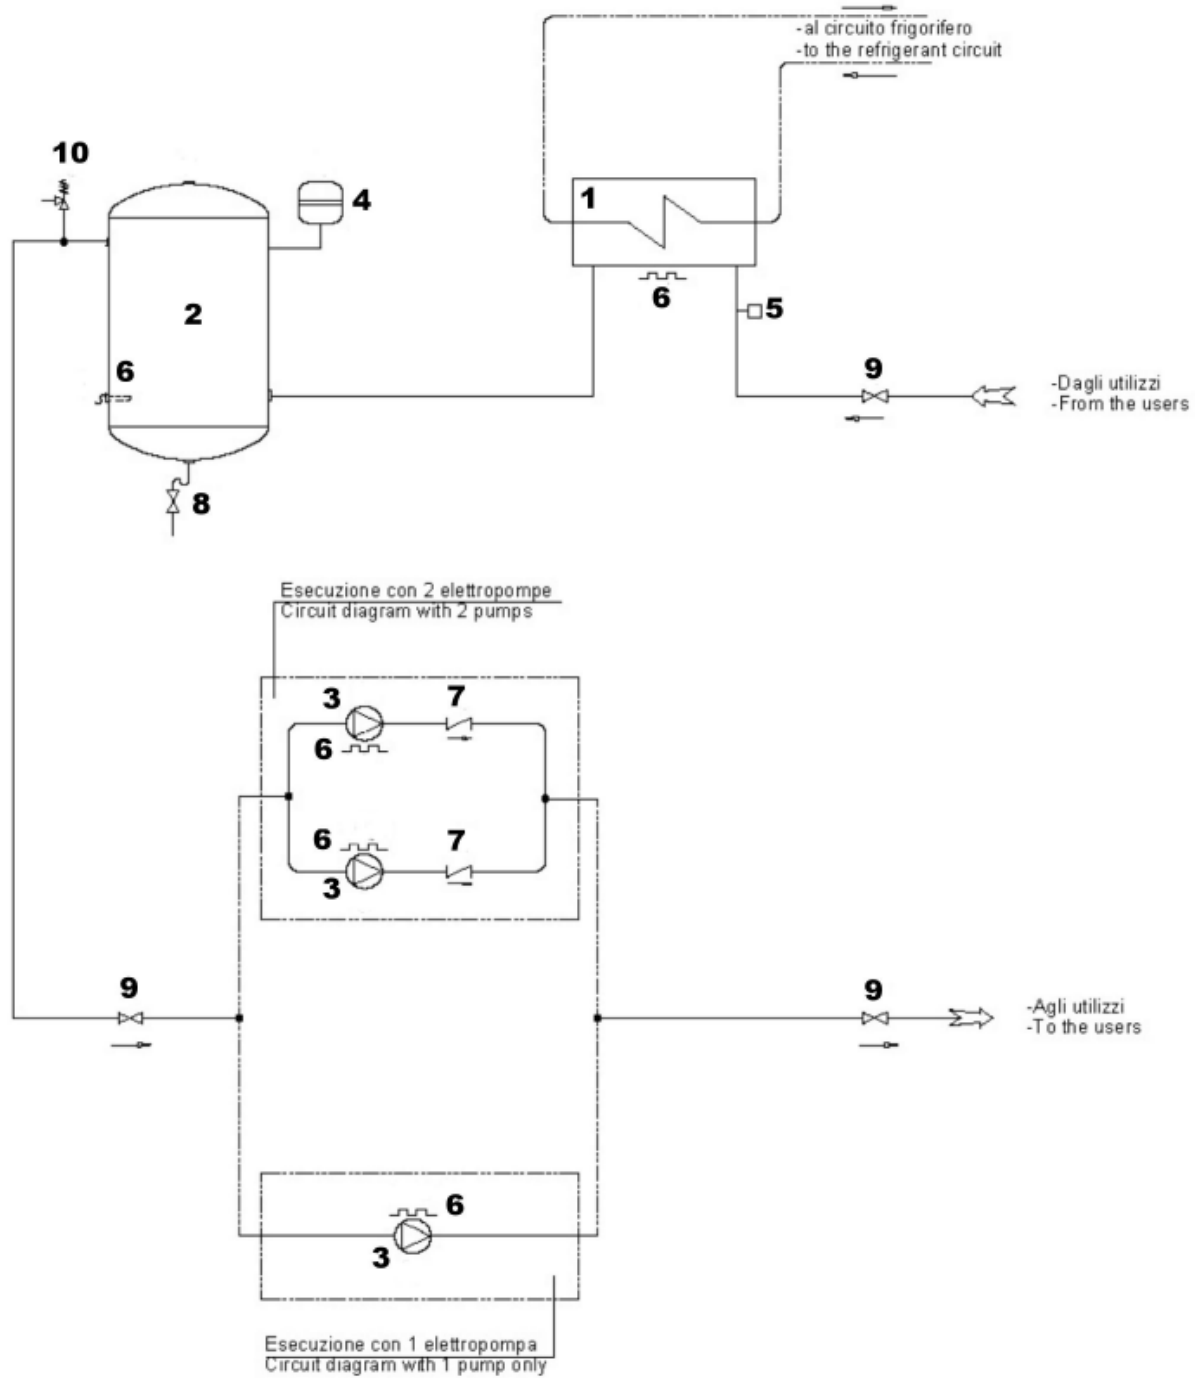 -al circuito frigorifero
-to the refrigerant circuit
10
4
1
2
6
5
6
9
-Dagli utilizzi
-From the users
8
Esecuzione con 2 elettropompe
Circuit diagram with 2 pumps
3
7
6
6
7
3
9
9
-Agli utilizzi
-To the users
6
3
Esecuzione con 1 elettropompa
Circuit diagram with 1 pump only